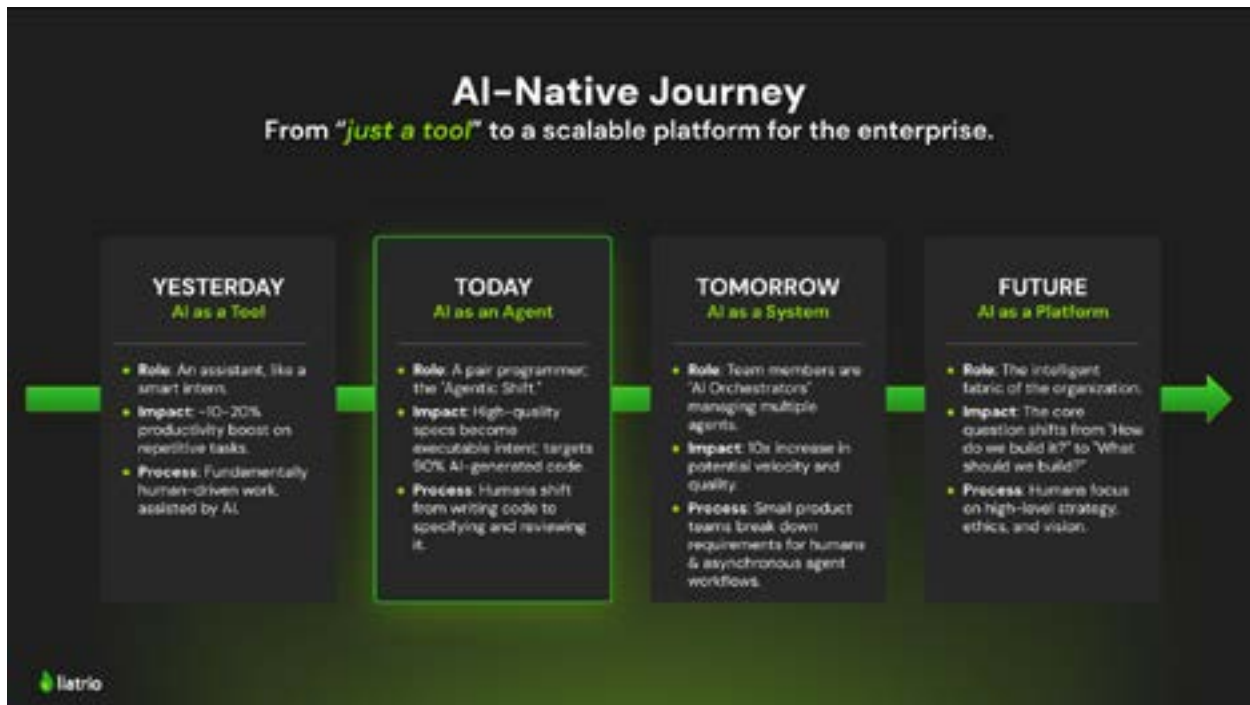 AI-Native Journey
From "just a tool" to a scalable platform for the enterprise.
YESTERDAY
AI as a Tool
• Role: An assistant, like a
smart intern.
• Impact: ~10-20%
productivity boost on
repetitive tasks.
• Process: Fundamentally
human-driven work,
assisted by AI.
TODAY
AI as an Agent
• Role: A pair programmer;
the "Agentic Shift."
• Impact: High-quality
specs become
executable intent; targets
90% AI-generated code
• Process: Humans shift
from writing code to
specifying and reviewing
it.
TOMORROW
AI as a System
• Role: Team members are
"AI Orchestrators"
managing multiple
agents.
• Impact: 10x increase in
potential velocity and
quality.
• Process: Small product
teams break down
requirements for humans
& asynchronous agent
workflows.
FUTURE
AI as a Platform
• Role: The intelligent
fabric of the organization.
• Impact: The core
question shifts from "How
do we build it?" to "What
should we build?"
• Process: Humans focus
on high-level strategy,
ethics, and vision.
liatrio